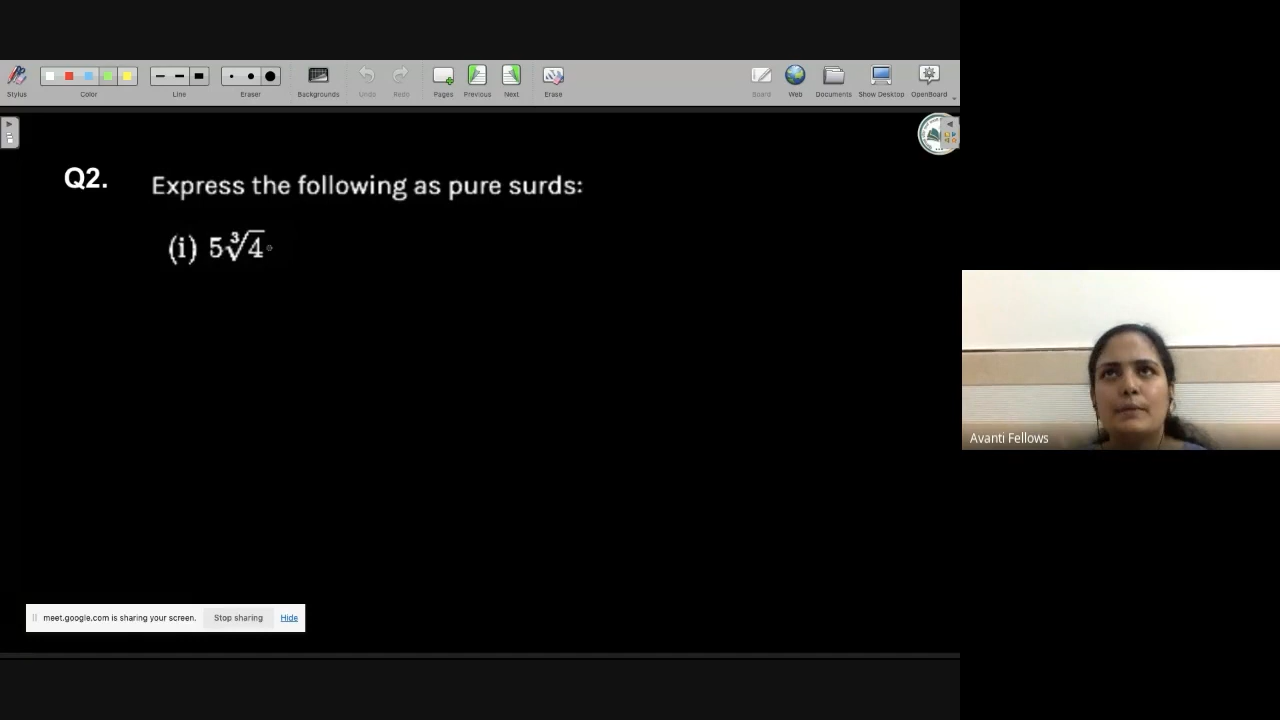 Stylus Color Line Eraser Backgrounds Undo Redo Pages Previous Next Erase Board Web Documents Show Desktop OpenBoard
Q2. Express the following as pure surds:
(i) 5∛4
Avanti Fellows
meet.google.com is sharing your screen. Stop sharing Hide